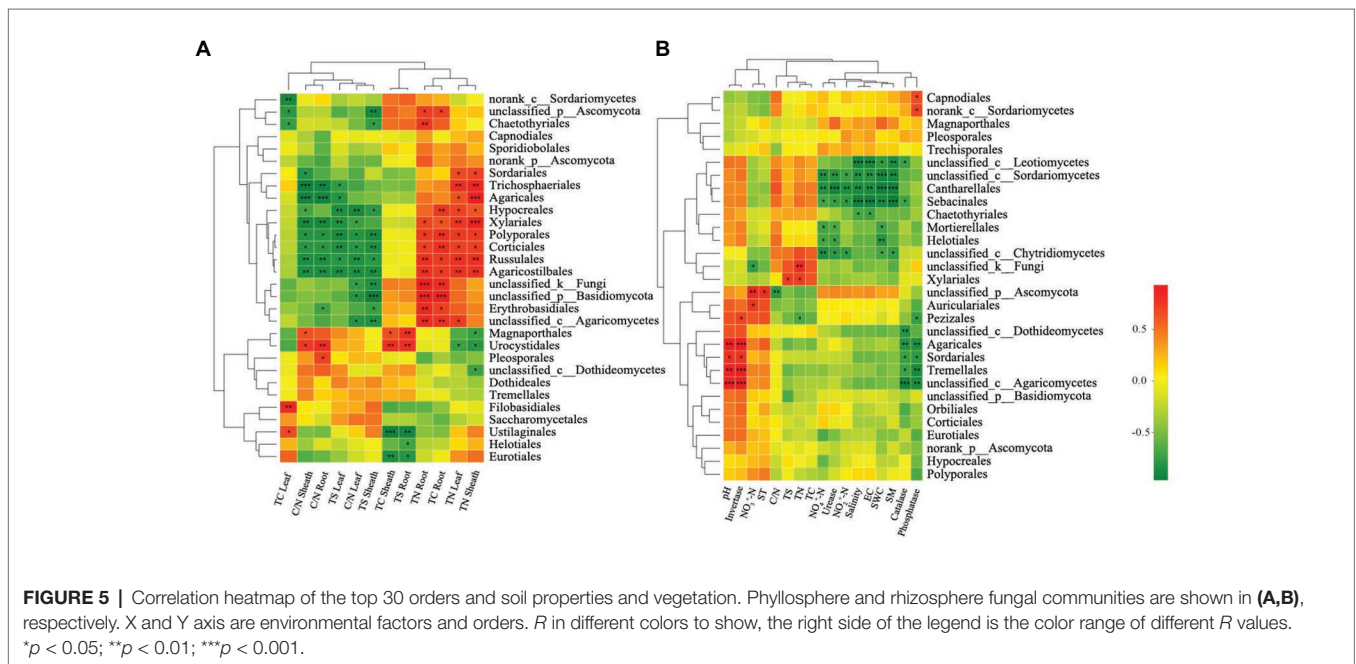 A
norank_c__Sordariomycetes
unclassified_p__Ascomycota
Chaetothyriales
Capnodiales
Sporidiobolales
norank_p__Ascomycota
Sordariales
Trichosphaeriales
Agaricales
Hypocreales
Xylariales
Polyporales
Corticiales
Russulales
Agaricostilbales
unclassified_k__Fungi
unclassified_p__Basidiomycota
Erythrobasidiales
unclassified_c__Agaricomycetes
Magnaporthales
Urocystidales
Pleosporales
unclassified_c__Dothideomycetes
Dothideales
Tremellales
Filobasidiales
Saccharomycetales
Ustilaginales
Helotiales
Eurotiales
TC Leaf
C/N Sheath
C/N Root
TS Leaf
C/N Leaf
TS Sheath
TC Sheath
TS Root
TN Root
TC Root
TN Leaf
TN Sheath
B
Capnodiales
norank_c__Sordariomycetes
Magnaporthales
Pleosporales
Trechisporales
unclassified_c__Leotiomycetes
unclassified_c__Sordariomycetes
Cantharellales
Sebacinales
Chaetothyriales
Mortierellales
Helotiales
unclassified_c__Chytridiomycetes
unclassified_k__Fungi
Xylariales
unclassified_p__Ascomycota
Auriculariales
Pezizales
unclassified_c__Dothideomycetes
Agaricales
Sordariales
Tremellales
unclassified_c__Agaricomycetes
unclassified_p__Basidiomycota
Orbiliales
Corticiales
Eurotiales
norank_p__Ascomycota
Hypocreales
Polyporales
pH
Invertase
ST
C/N
TS
TN
TC
Urease
Salinity
EC
SWC
SM
Catalase
Phosphatase
0.5
0.0
-0.5
FIGURE 5 | Correlation heatmap of the top 30 orders and soil properties and vegetation. Phyllosphere and rhizosphere fungal communities are shown in (A,B),
respectively. X and Y axis are environmental factors and orders. R in different colors to show, the right side of the legend is the color range of different R values.
*p < 0.05; **p < 0.01; ***p < 0.001.